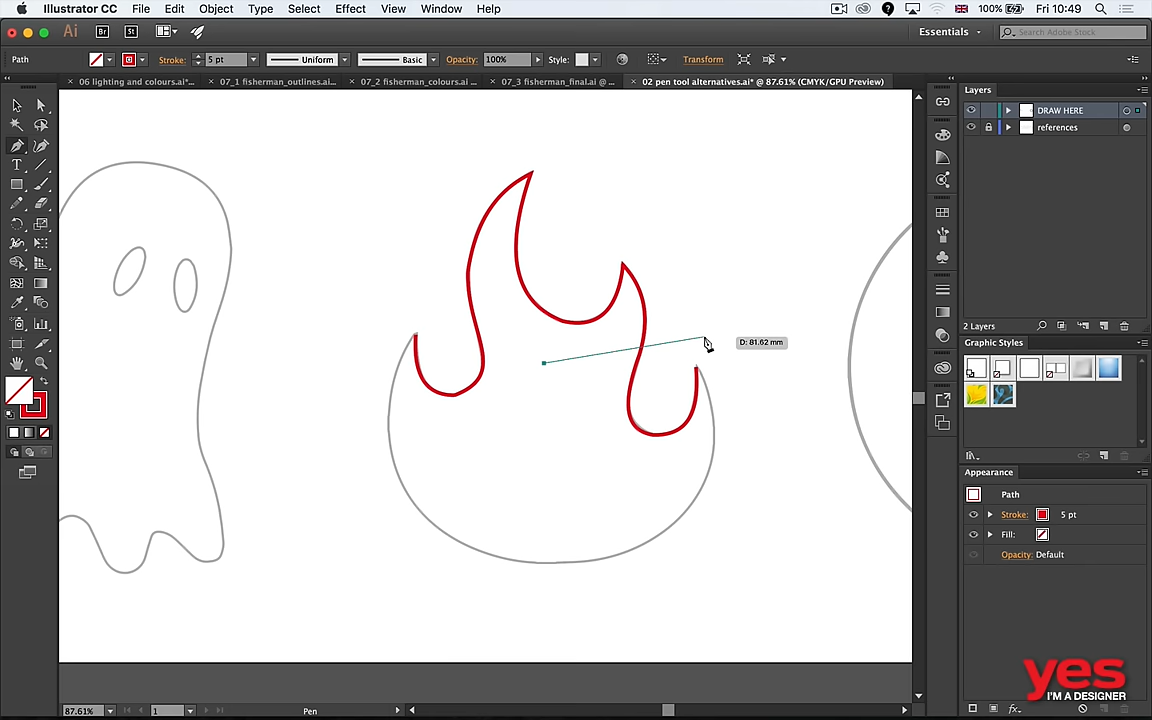 Illustrator CC File Edit Object Type Select Effect View Window Help 100% Fri 10:49
Ai Br St Essentials Search Adobe Stock
Path Stroke: 5 pt Uniform Basic Opacity: 100% Style: Transform
× 06 lighting and colours.ai*... × 07_1 fisherman_outlines.ai... × 07_2 fisherman_colours.ai ... × 07_3 fisherman_final.ai @ ... × 02 pen tool alternatives.ai* @ 87.61% (CMYK/GPU Preview)
Layers
DRAW HERE
references
2 Layers
Graphic Styles
D: 81.62 mm
Appearance
Path
Stroke: 5 pt
Fill:
Opacity: Default
yes
I'M A DESIGNER
87.61% 1 Pen
fx